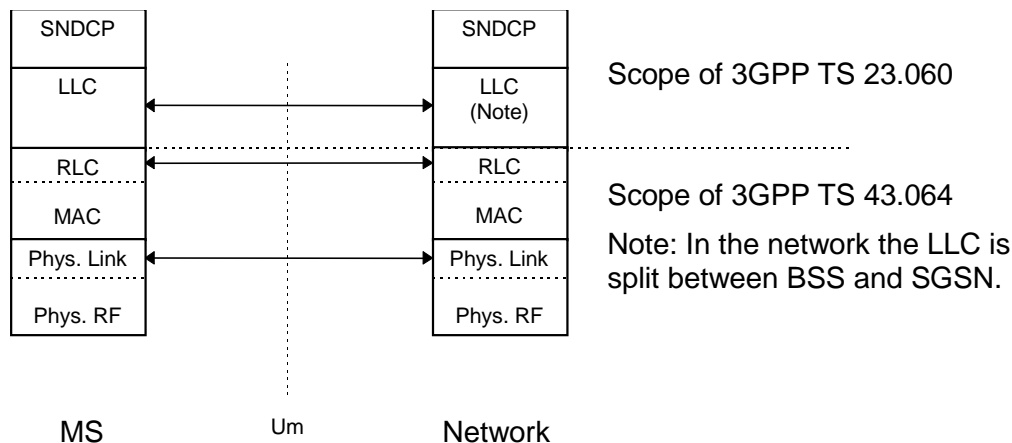 SNDCP
SNDCP
LLC
LLC
(Note)
Scope of 3GPP TS 23.060
RLC
RLC
MAC
MAC
Scope of 3GPP TS 43.064
Phys. Link
Phys. Link
Note: In the network the LLC is
split between BSS and SGSN.
Phys. RF
Phys. RF
MS
Um
Network